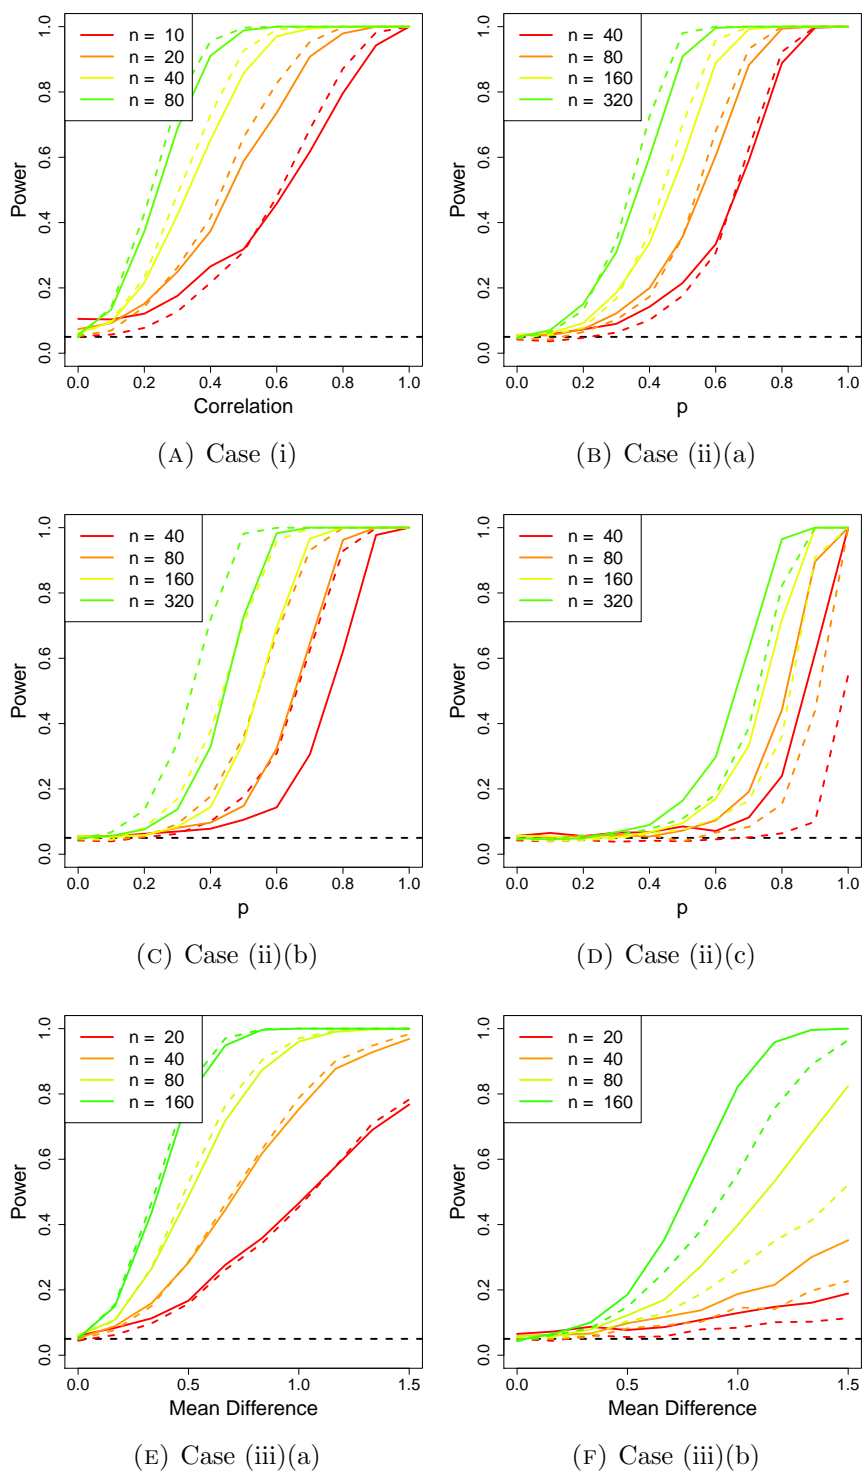 n = 10
n = 20
n = 40
n = 80
Power
0.0 0.2 0.4 0.6 0.8 1.0
0.0 0.2 0.4 0.6 0.8 1.0
Correlation
(A) Case (i)
n = 40
n = 80
n = 160
n = 320
Power
0.0 0.2 0.4 0.6 0.8 1.0
0.0 0.2 0.4 0.6 0.8 1.0
p
(B) Case (ii)(a)
n = 40
n = 80
n = 160
n = 320
Power
0.0 0.2 0.4 0.6 0.8 1.0
0.0 0.2 0.4 0.6 0.8 1.0
p
(C) Case (ii)(b)
n = 40
n = 80
n = 160
n = 320
Power
0.0 0.2 0.4 0.6 0.8 1.0
0.0 0.2 0.4 0.6 0.8 1.0
p
(D) Case (ii)(c)
n = 20
n = 40
n = 80
n = 160
Power
0.0 0.2 0.4 0.6 0.8 1.0
0.0 0.5 1.0 1.5
Mean Difference
(E) Case (iii)(a)
n = 20
n = 40
n = 80
n = 160
Power
0.0 0.2 0.4 0.6 0.8 1.0
0.0 0.5 1.0 1.5
Mean Difference
(F) Case (iii)(b)